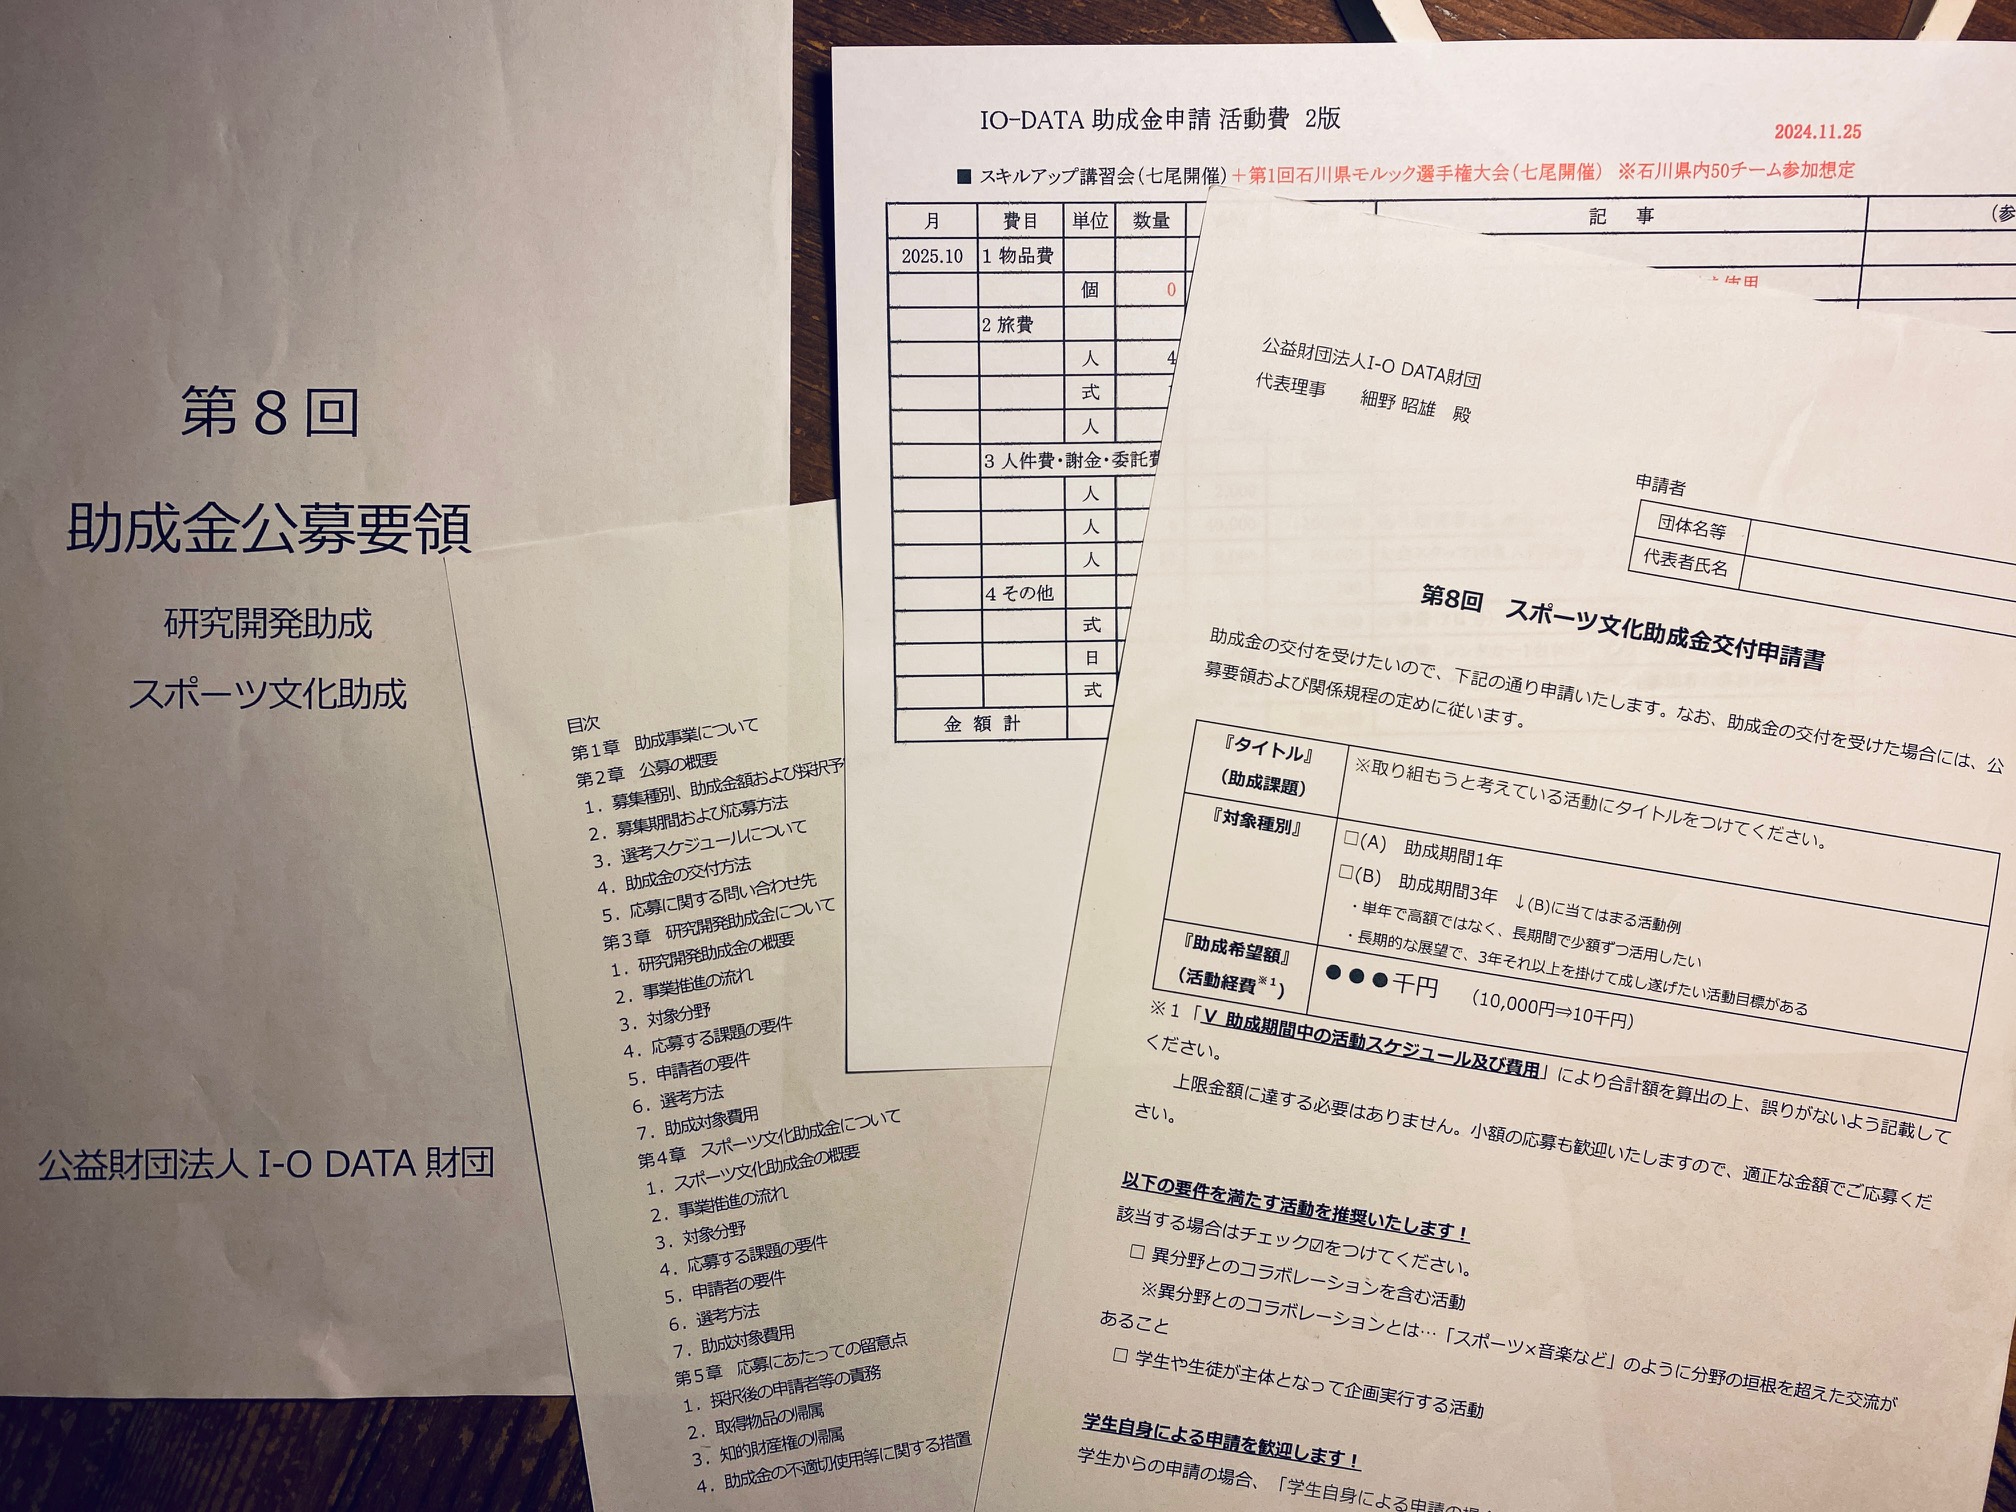 第8回
助成金公募要領
研究開発助成
スポーツ文化助成
公益財団法人 I-O DATA 財団
目次
第1章 助成事業について
第2章 公募の概要
1．募集種別、助成金額および採択予
2．募集期間および応募方法
3．選考スケジュールについて
4．助成金の交付方法
5．応募に関する問い合わせ先
第3章 研究開発助成金について
1．研究開発助成金の概要
2．事業推進の流れ
3．対象分野
4．応募する課題の要件
5．申請者の要件
6．選考方法
7．助成対象費用
第4章 スポーツ文化助成金について
1．スポーツ文化助成金の概要
2．事業推進の流れ
3．対象分野
4．応募する課題の要件
5．申請者の要件
6．選考方法
7．助成対象費用
第5章 応募にあたっての留意点
1．採択後の申請者等の責務
2．取得物品の帰属
3．知的財産権の帰属
4．助成金の不適切使用等に関する措置
IO-DATA 助成金申請 活動費 2版
2024.11.25
■ スキルアップ講習会（七尾開催）＋第1回石川県モルック選手権大会（七尾開催） ※石川県内50チーム参加想定
月 費目 単位 数量 記 事 （参
2025.10 1 物品費
個 0 使用
2 旅費
人 4
式
人
3 人件費・謝金・委託費
人
人
人
4 その他
式
日
式
金 額 計
公益財団法人I-O DATA財団
代表理事 細野 昭雄 殿
申請者
団体名等
代表者氏名
第8回 スポーツ文化助成金交付申請書
助成金の交付を受けたいので、下記の通り申請いたします。なお、助成金の交付を受けた場合には、公
募要領および関係規程の定めに従います。
『タイトル』
（助成課題）
※取り組もうと考えている活動にタイトルをつけてください。
『対象種別』
□(A) 助成期間1年
□(B) 助成期間3年 ↓(B)に当てはまる活動例
・単年で高額ではなく、長期間で少額ずつ活用したい
・長期的な展望で、3年それ以上を掛けて成し遂げたい活動目標がある
『助成希望額』
（活動経費※1）
●●●千円 （10,000円⇒10千円）
※１「Ⅴ 助成期間中の活動スケジュール及び費用」により合計額を算出の上、誤りがないよう記載して
ください。
上限金額に達する必要はありません。小額の応募も歓迎いたしますので、適正な金額でご応募くだ
さい。
以下の要件を満たす活動を推奨いたします！
該当する場合はチェック☑をつけてください。
□ 異分野とのコラボレーションを含む活動
※異分野とのコラボレーションとは…「スポーツ×音楽など」のように分野の垣根を超えた交流が
あること
□ 学生や生徒が主体となって企画実行する活動
学生自身による申請を歓迎します！
学生からの申請の場合、「学生自身による申請の場合